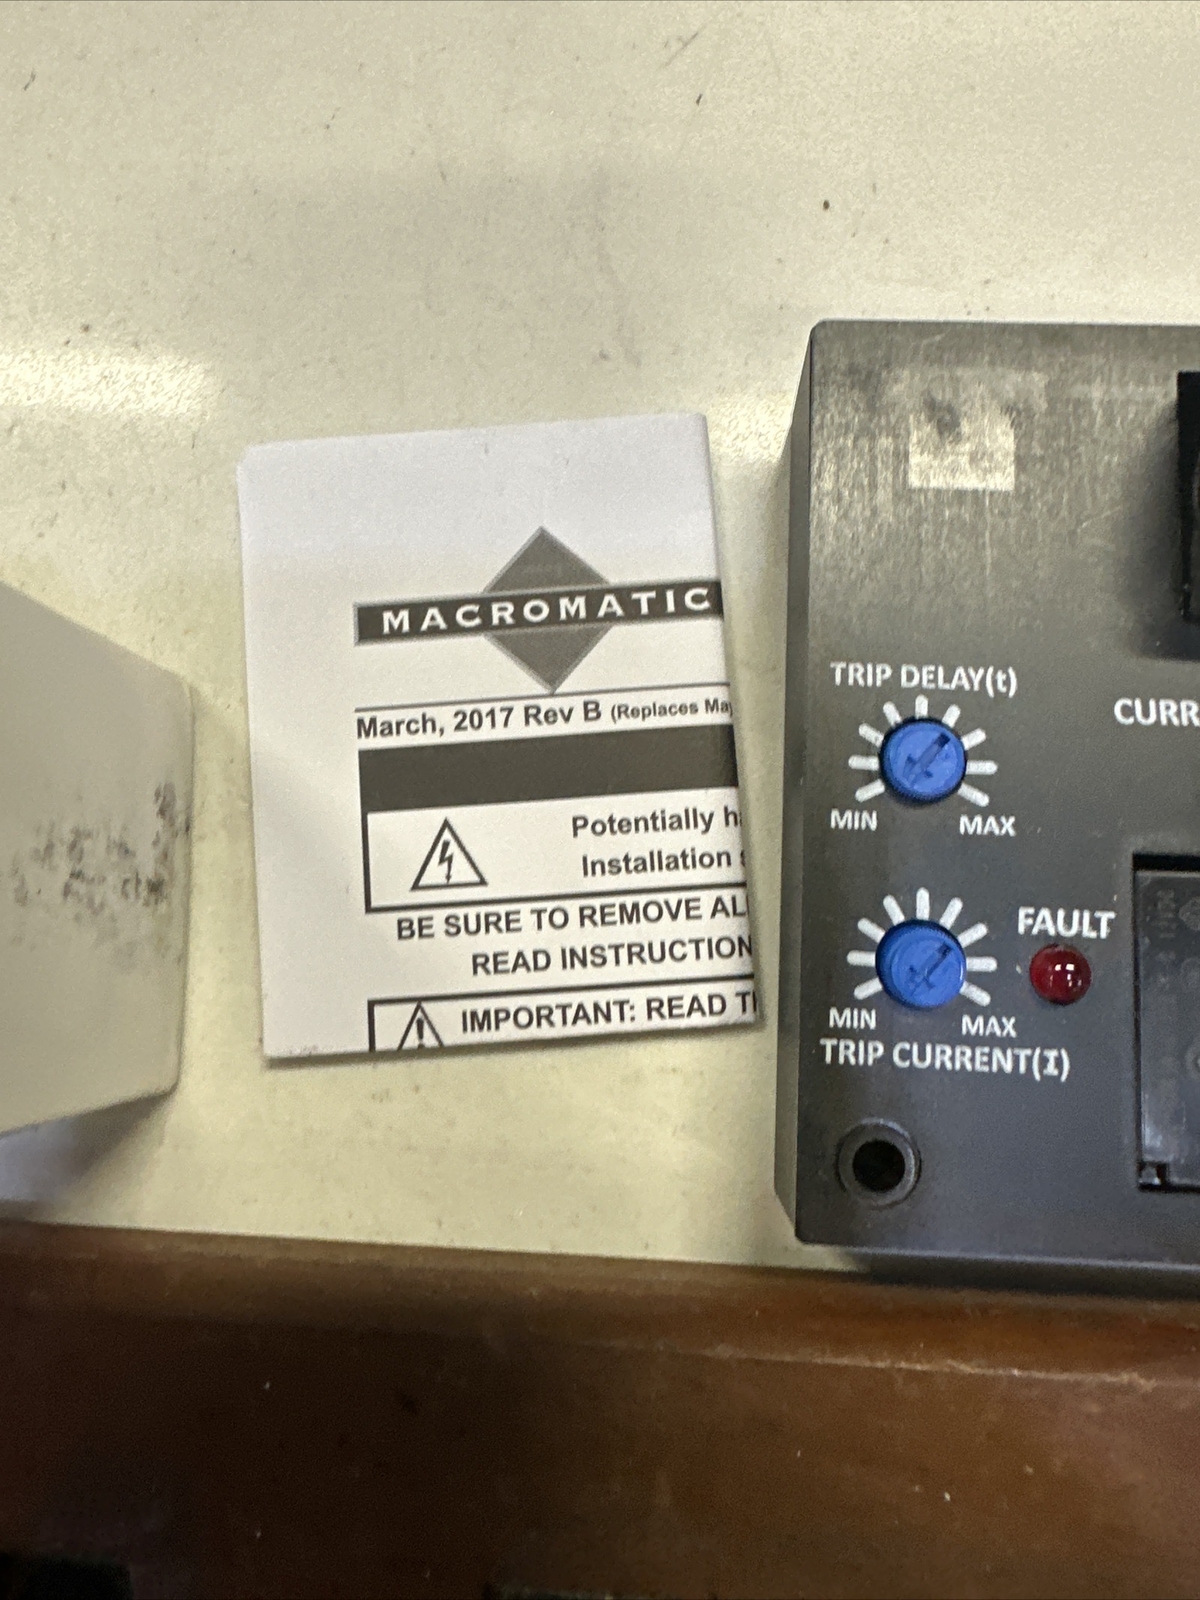 MACROMATIC
March, 2017 Rev B (Replaces May
Potentially h
Installation
BE SURE TO REMOVE AL
READ INSTRUCTION
IMPORTANT: READ T
TRIP DELAY(t)
MIN MAX
CURR
FAULT
MIN MAX
TRIP CURRENT(I)